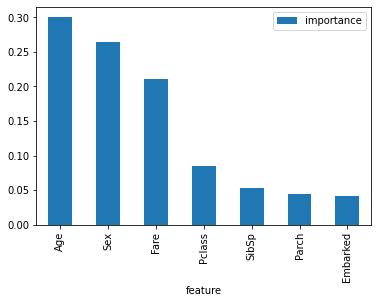 importance
0.30
0.25
0.20
0.15
0.10
0.05
0.00
Age
Sex
Fare
Pclass
SibSp
Parch
Embarked
feature